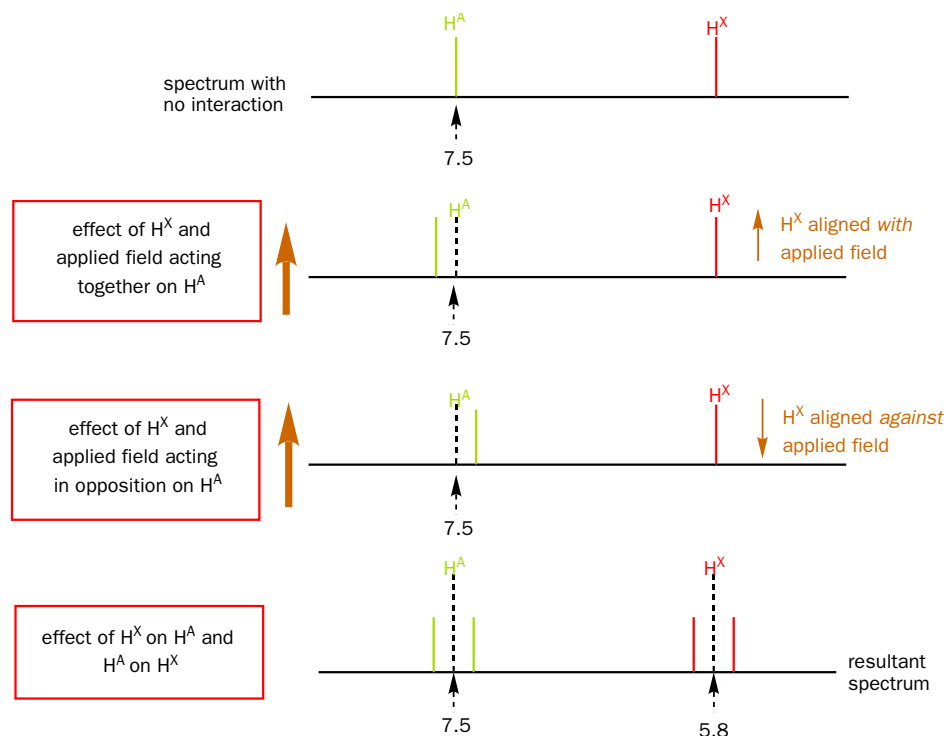 H^A
H^X
spectrum with
no interaction
7.5
effect of H^X and
applied field acting
together on H^A
H^A
H^X
H^X aligned with
applied field
7.5
effect of H^X and
applied field acting
in opposition on H^A
H^A
H^X
H^X aligned against
applied field
7.5
effect of H^X on H^A and
H^A on H^X
H^A
H^X
resultant
spectrum
7.5
5.8